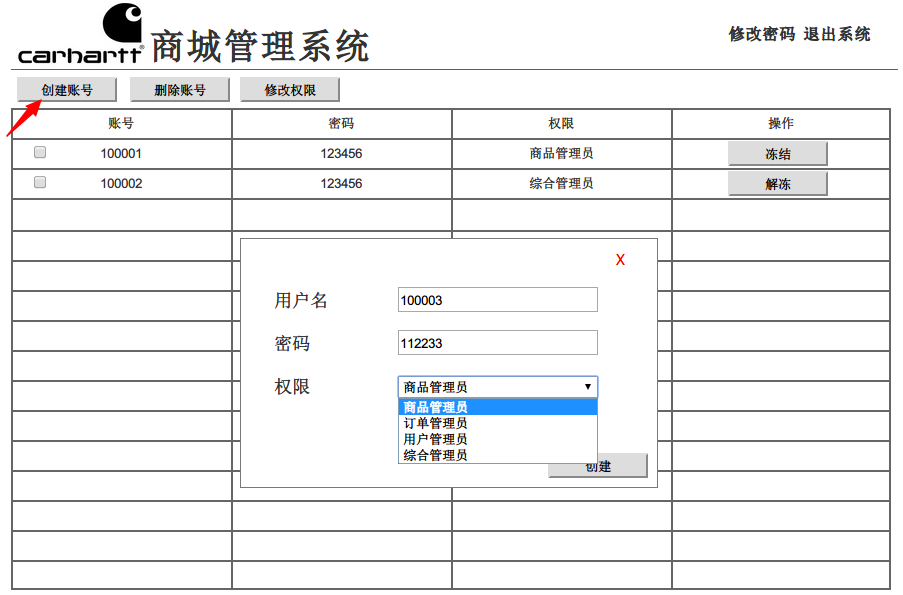 carhartt 商城管理系统
修改密码 退出系统
创建账号 删除账号 修改权限
账号 密码 权限 操作
100001 123456 商品管理员 冻结
100002 123456 综合管理员 解冻
X
用户名 100003
密码 112233
权限 商品管理员
商品管理员
订单管理员
用户管理员
综合管理员
创建